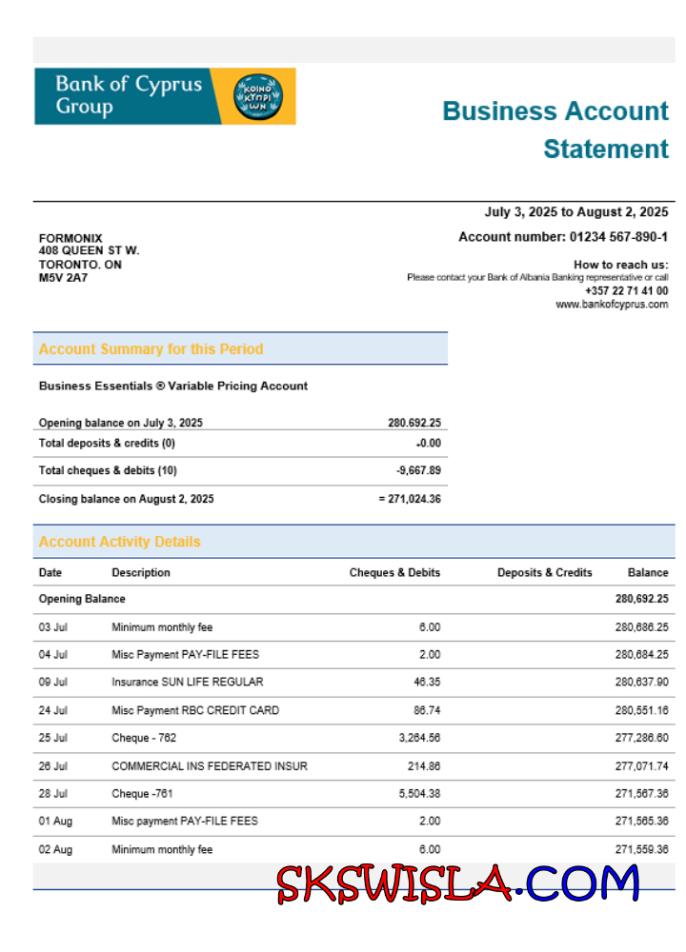 Bank of Cyprus
Group
ΚΟΙΝΟ
ΚΥΠΡΙ
ΩΝ
Business Account
Statement
July 3, 2025 to August 2, 2025
Account number: 01234 567-890-1
FORMONIX
408 QUEEN ST W.
TORONTO. ON
M5V 2A7
How to reach us:
Please contact your Bank of Albania Banking representative or call
+357 22 71 41 00
www.bankofcyprus.com
Account Summary for this Period
Business Essentials ® Variable Pricing Account
Opening balance on July 3, 2025 280.692.25
Total deposits & credits (0) -0.00
Total cheques & debits (10) -9,667.89
Closing balance on August 2, 2025 = 271,024.36
Account Activity Details
Date Description Cheques & Debits Deposits & Credits Balance
Opening Balance 280,692.25
03 Jul Minimum monthly fee 6.00 280,686.25
04 Jul Misc Payment PAY-FILE FEES 2.00 280,684.25
09 Jul Insurance SUN LIFE REGULAR 46.35 280,637.90
24 Jul Misc Payment RBC CREDIT CARD 86.74 280,551.16
25 Jul Cheque - 762 3,264.56 277,286.60
26 Jul COMMERCIAL INS FEDERATED INSUR 214.86 277,071.74
28 Jul Cheque -761 5,504.38 271,567.36
01 Aug Misc payment PAY-FILE FEES 2.00 271,565.36
02 Aug Minimum monthly fee 6.00 271,559.36
SKSWISLA.COM